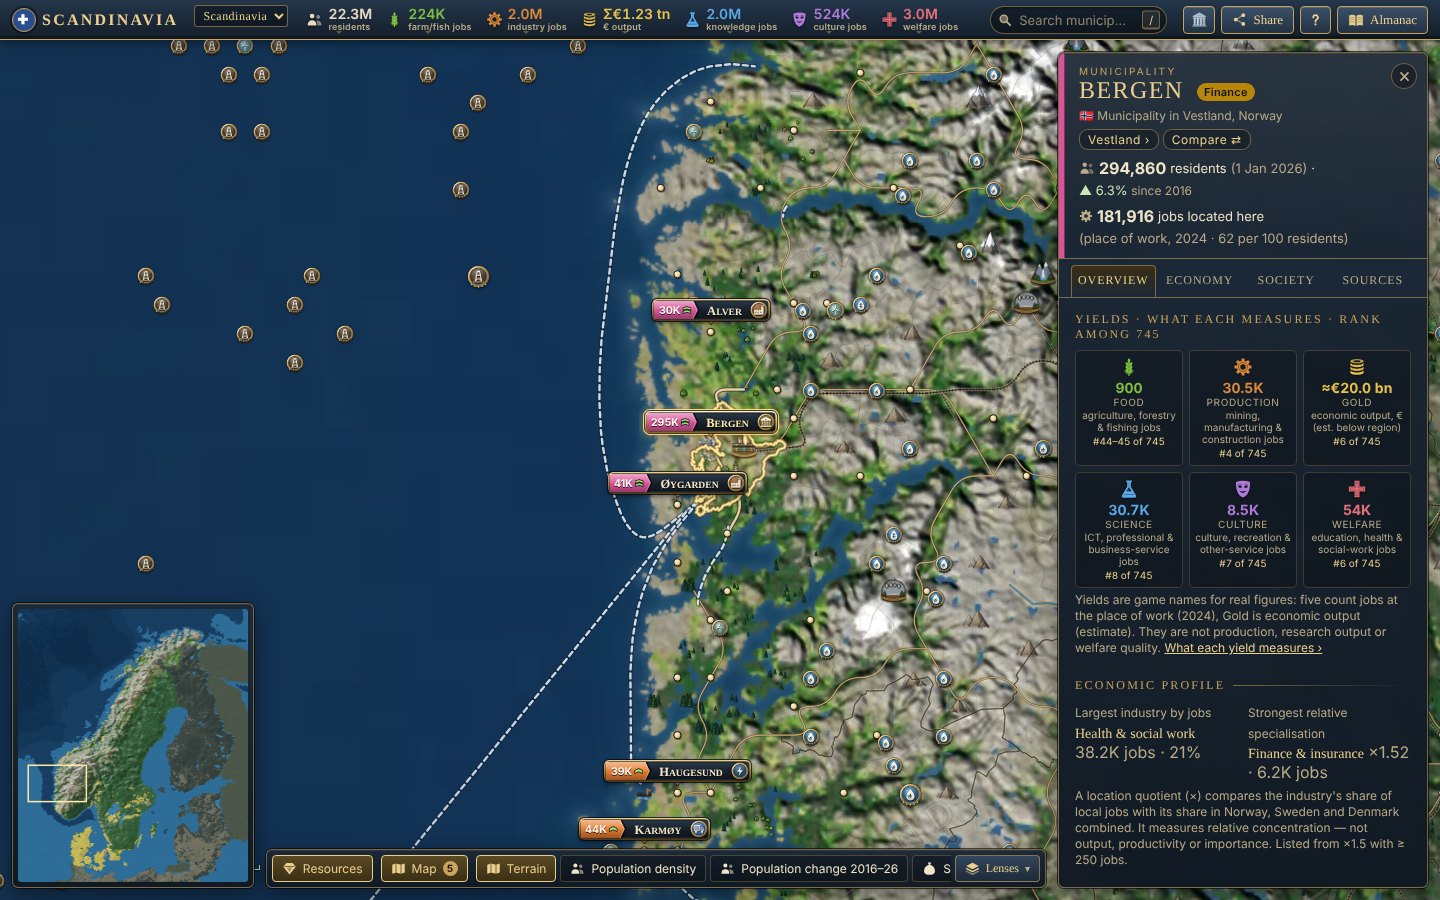 SCANDINAVIA
Scandinavia
22.3M residents
224K farm/fish jobs
2.0M industry jobs
Σ€1.23 tn € output
2.0M knowledge jobs
524K culture jobs
3.0M welfare jobs
Search municip... /
Share
?
Almanac
MUNICIPALITY
BERGEN Finance
Municipality in Vestland, Norway
Vestland › Compare ⇄
294,860 residents (1 Jan 2026) ·
▲ 6.3% since 2016
181,916 jobs located here
(place of work, 2024 · 62 per 100 residents)
OVERVIEW ECONOMY SOCIETY SOURCES
YIELDS · WHAT EACH MEASURES · RANK
AMONG 745
900
FOOD
agriculture, forestry
& fishing jobs
#44–45 of 745
30.5K
PRODUCTION
mining,
manufacturing &
construction jobs
#4 of 745
≈€20.0 bn
GOLD
economic output, €
(est. below region)
#6 of 745
30.7K
SCIENCE
ICT, professional &
business-service
jobs
#8 of 745
8.5K
CULTURE
culture, recreation &
other-service jobs
#7 of 745
54K
WELFARE
education, health &
social-work jobs
#6 of 745
Yields are game names for real figures: five count jobs at
the place of work (2024), Gold is economic output
(estimate). They are not production, research output or
welfare quality. What each yield measures ›
ECONOMIC PROFILE
Largest industry by jobs
Health & social work
38.2K jobs · 21%
Strongest relative
specialisation
Finance & insurance ×1.52
· 6.2K jobs
A location quotient (×) compares the industry's share of
local jobs with its share in Norway, Sweden and Denmark
combined. It measures relative concentration — not
output, productivity or importance. Listed from ×1.5 with ≥
250 jobs.
30K ALVER
295K BERGEN
41K ØYGARDEN
39K HAUGESUND
44K KARMØY
Resources
Map 5
Terrain
Population density
Population change 2016–26
S
Lenses ▾